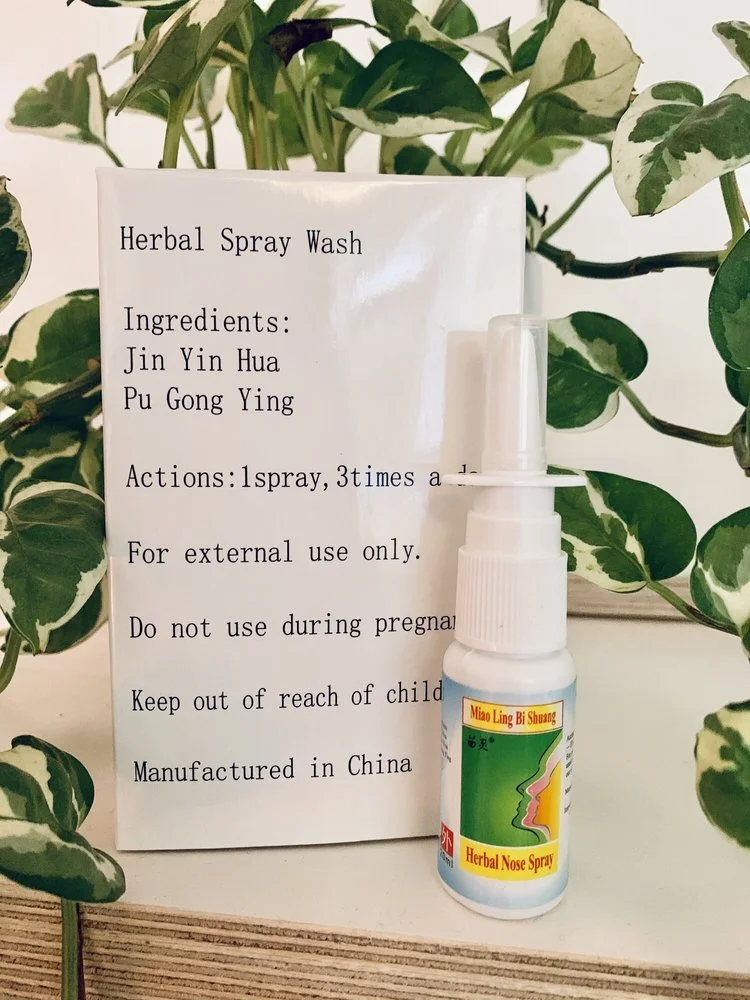 Herbal Spray Wash
Ingredients:
Jin Yin Hua
Pu Gong Ying
Actions:1spray,3times a
For external use only.
Do not use during
Keep out of reach of
Manufactured in China
Miao Ling Bi Shuang
苗灵®
外
Herbal Nose Spray